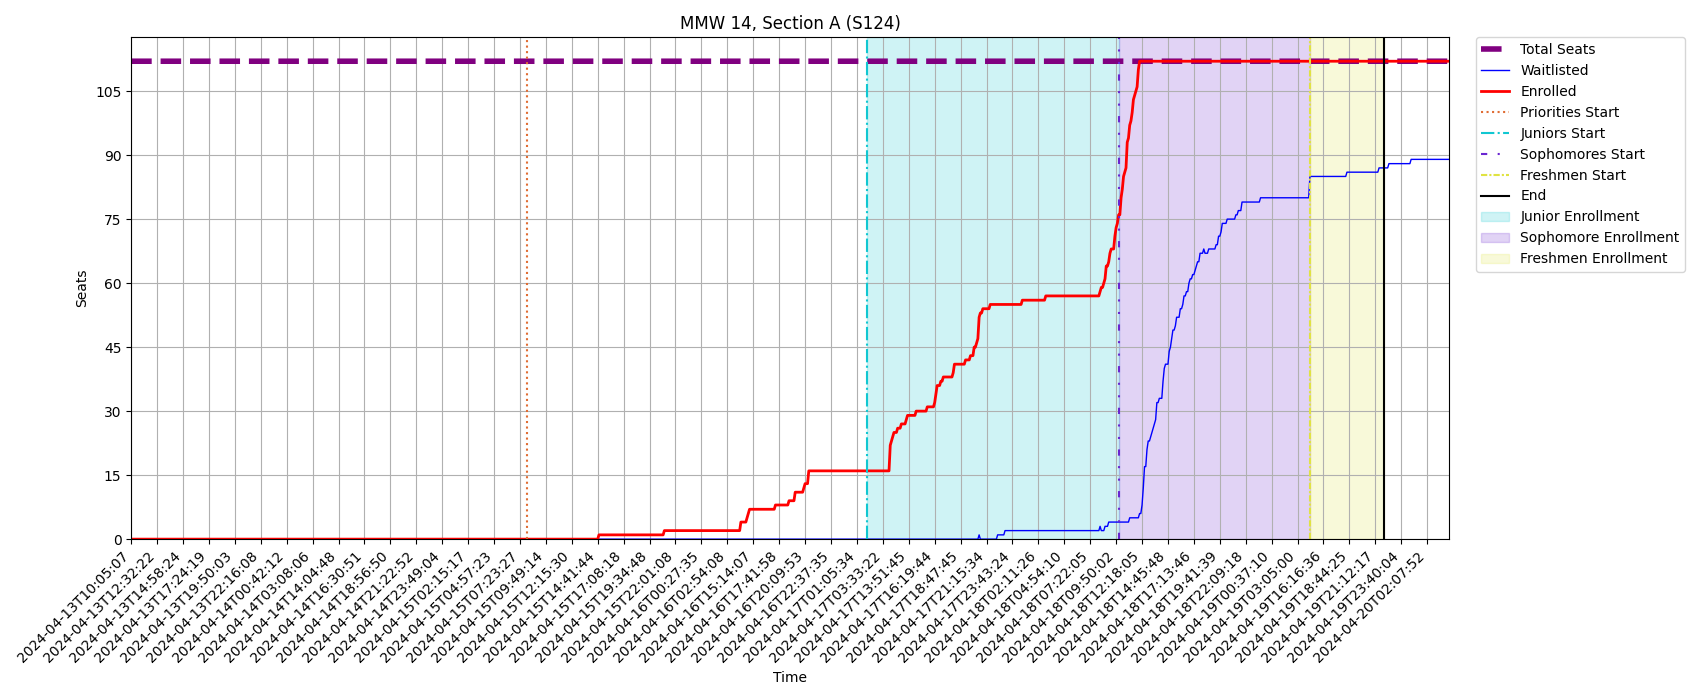 MMW 14, Section A (S124)
Total Seats
Waitlisted
Enrolled
Priorities Start
Juniors Start
Sophomores Start
Freshmen Start
End
Junior Enrollment
Sophomore Enrollment
Freshmen Enrollment
Seats
105
90
75
60
45
30
15
0
2024-04-13T10:05:07
2024-04-13T12:32:22
2024-04-13T14:58:24
2024-04-13T17:24:19
2024-04-13T19:50:03
2024-04-13T22:16:08
2024-04-14T00:42:12
2024-04-14T03:08:06
2024-04-14T14:04:48
2024-04-14T16:30:51
2024-04-14T18:56:50
2024-04-14T21:22:52
2024-04-14T23:49:04
2024-04-15T02:15:17
2024-04-15T04:57:23
2024-04-15T07:23:27
2024-04-15T09:49:14
2024-04-15T12:15:30
2024-04-15T14:41:44
2024-04-15T17:08:18
2024-04-15T19:34:48
2024-04-15T22:01:08
2024-04-16T00:27:35
2024-04-16T02:54:08
2024-04-16T15:14:07
2024-04-16T17:41:58
2024-04-16T20:09:53
2024-04-16T22:37:35
2024-04-17T01:05:34
2024-04-17T03:33:22
2024-04-17T13:51:45
2024-04-17T16:19:44
2024-04-17T18:47:45
2024-04-17T21:15:34
2024-04-17T23:43:24
2024-04-18T02:11:26
2024-04-18T04:54:10
2024-04-18T07:22:05
2024-04-18T09:50:02
2024-04-18T12:18:05
2024-04-18T14:45:48
2024-04-18T17:13:46
2024-04-18T19:41:39
2024-04-18T22:09:18
2024-04-19T00:37:10
2024-04-19T03:05:00
2024-04-19T16:16:36
2024-04-19T18:44:25
2024-04-19T21:12:17
2024-04-19T23:40:04
2024-04-20T02:07:52
Time